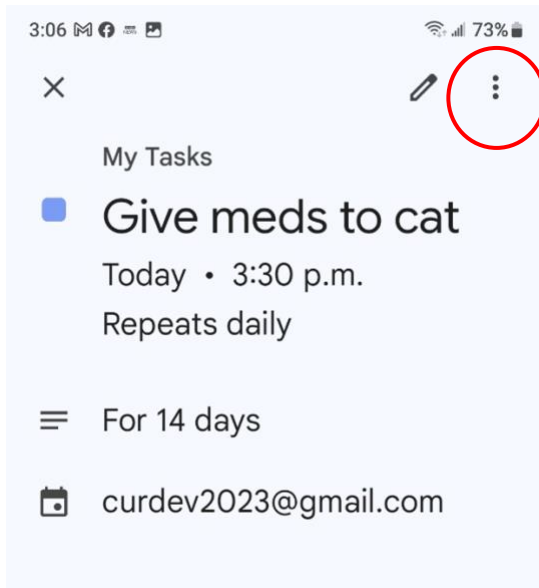 3:06 73%
My Tasks
Give meds to cat
Today • 3:30 p.m.
Repeats daily
For 14 days
curdev2023@gmail.com